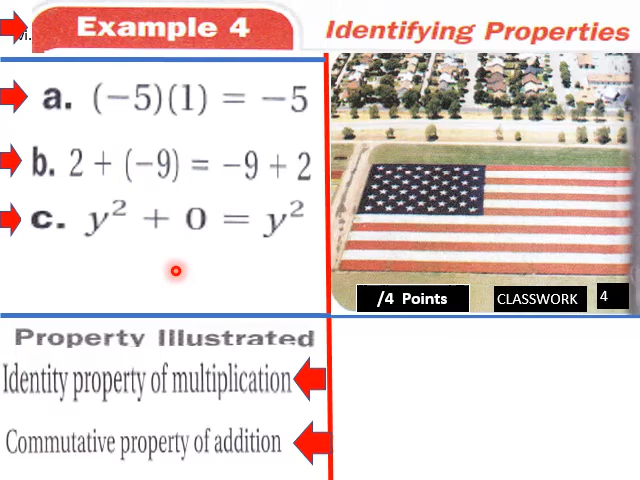 vi.
Example 4
Identifying Properties
a. (−5)(1) = −5
b. 2 + (−9) = −9 + 2
c. y² + 0 = y²
/4 Points
CLASSWORK
4
Property Illustrated
Identity property of multiplication
Commutative property of addition